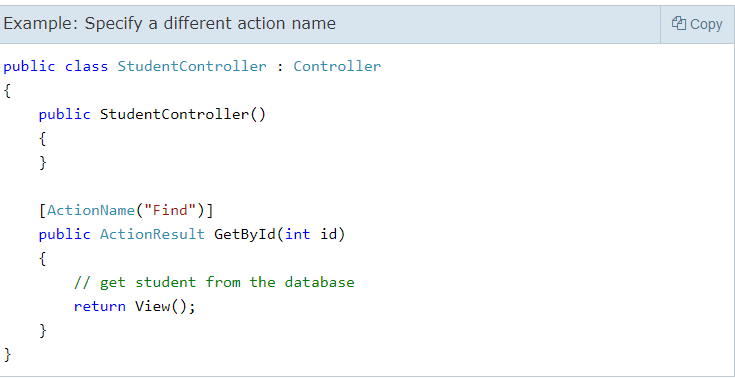 Example: Specify a different action name
Copy
public class StudentController : Controller
{
    public StudentController()
    {
    }
    [ActionName("Find")]
    public ActionResult GetById(int id)
    {
        // get student from the database
        return View();
    }
}